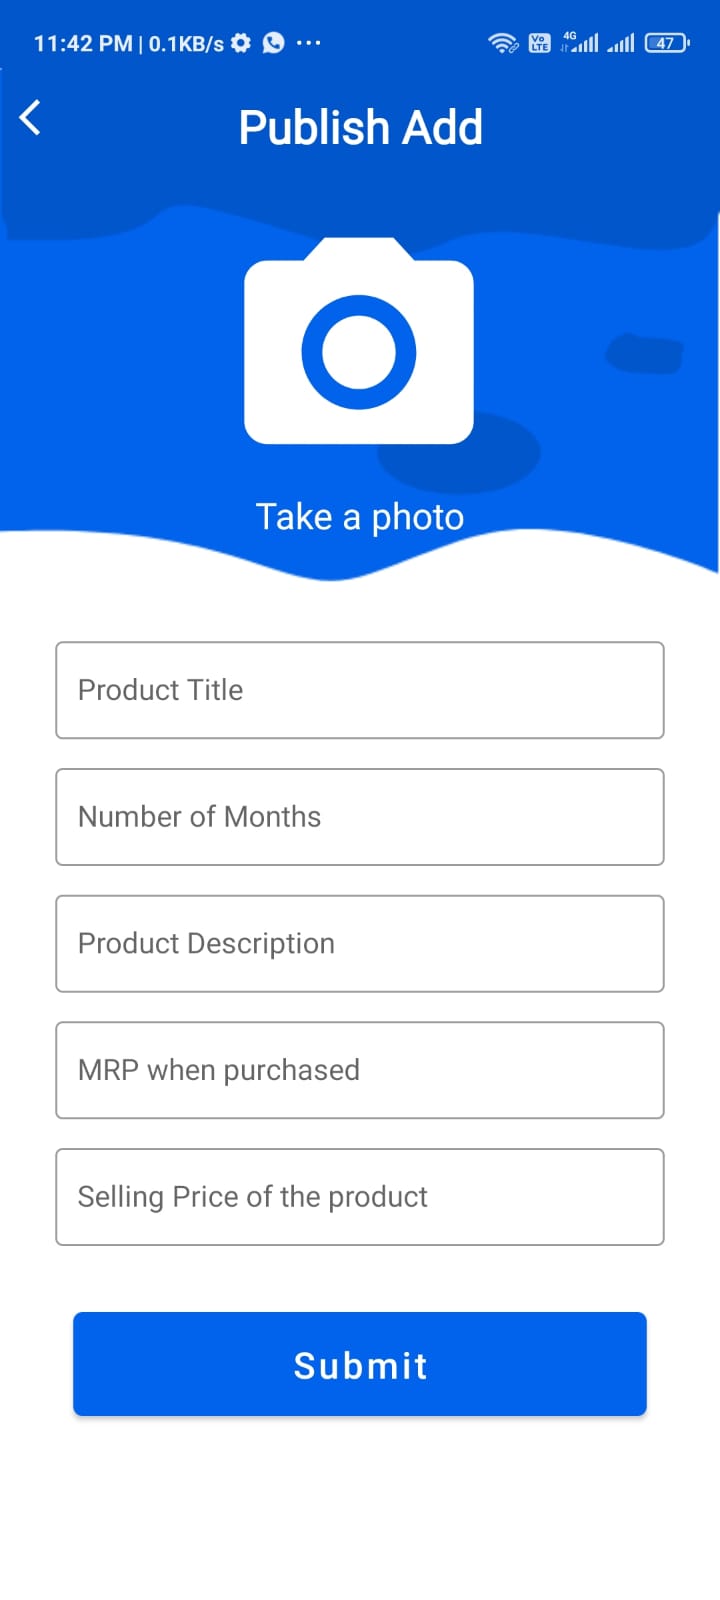 11:42 PM | 0.1KB/s ... Vo LTE 4G 47
Publish Add
Take a photo
Product Title
Number of Months
Product Description
MRP when purchased
Selling Price of the product
Submit